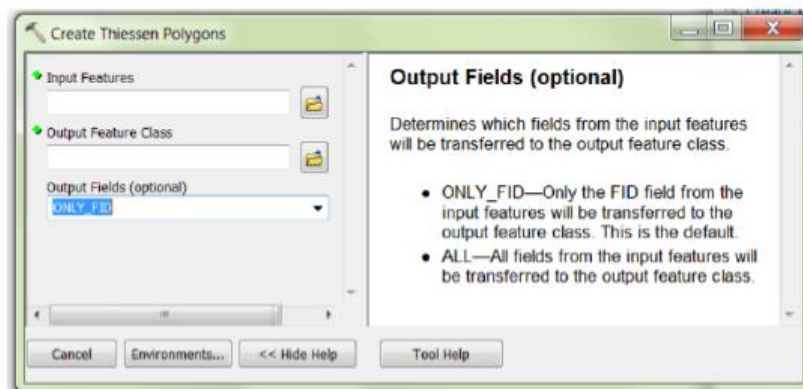 Create Thiessen Polygons
Input Features
Output Feature Class
Output Fields (optional)
ONLY_FID
Output Fields (optional)
Determines which fields from the input features
will be transferred to the output feature class.
• ONLY_FID—Only the FID field from the
input features will be transferred to the
output feature class. This is the default.
• ALL—All fields from the input features will
be transferred to the output feature class.
Cancel
Environments...
<< Hide Help
Tool Help